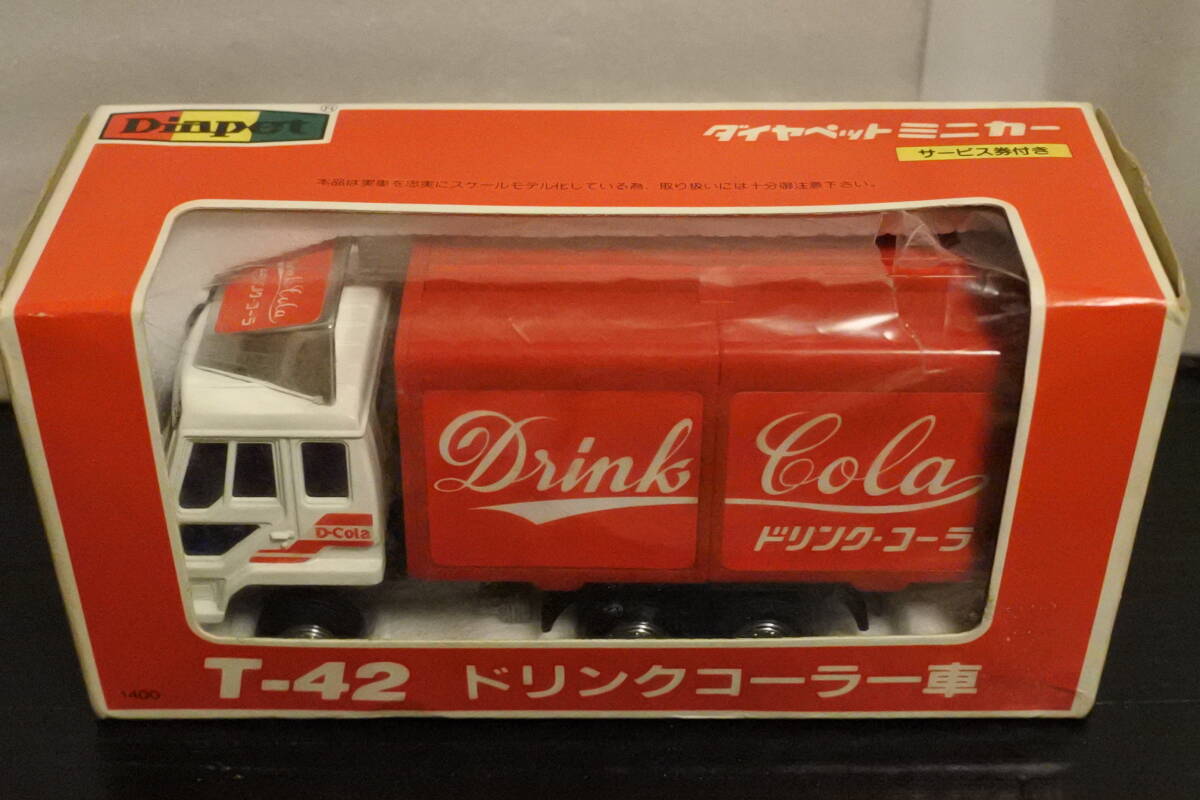 Diapet ®
ダイヤペット ミニカー
サービス券付き
本品は実車を忠実にスケールモデル化している為、取り扱いには十分御注意下さい。
Cola
Drink Cola
ドリンク・コーラ
D-Cola
T-42 ドリンクコーラー車
1400